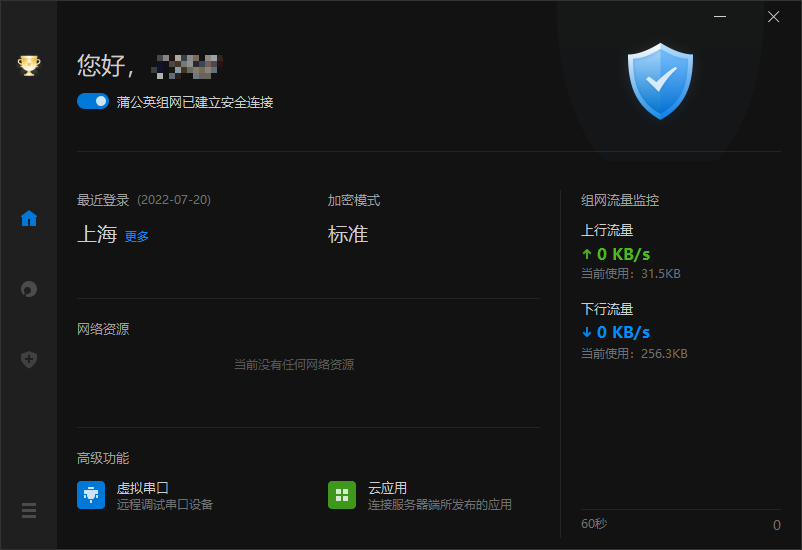 您好，
蒲公英组网已建立安全连接
最近登录 (2022-07-20)
上海 更多
加密模式
标准
网络资源
当前没有任何网络资源
高级功能
虚拟串口
远程调试串口设备
云应用
连接服务器端所发布的应用
组网流量监控
上行流量
↑ 0 KB/s
当前使用：31.5KB
下行流量
↓ 0 KB/s
当前使用：256.3KB
60秒 0